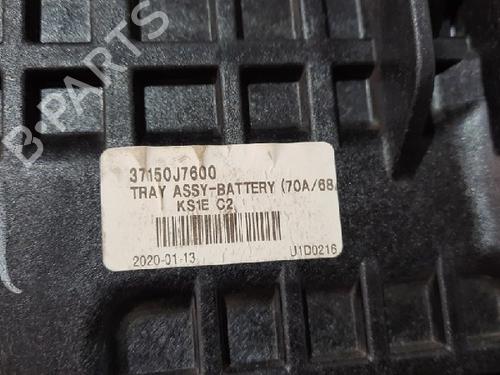 B-PARTS
37150J7600
TRAY ASSY-BATTERY (70A/68
KS1E C2
2020-01-13 U1D0216